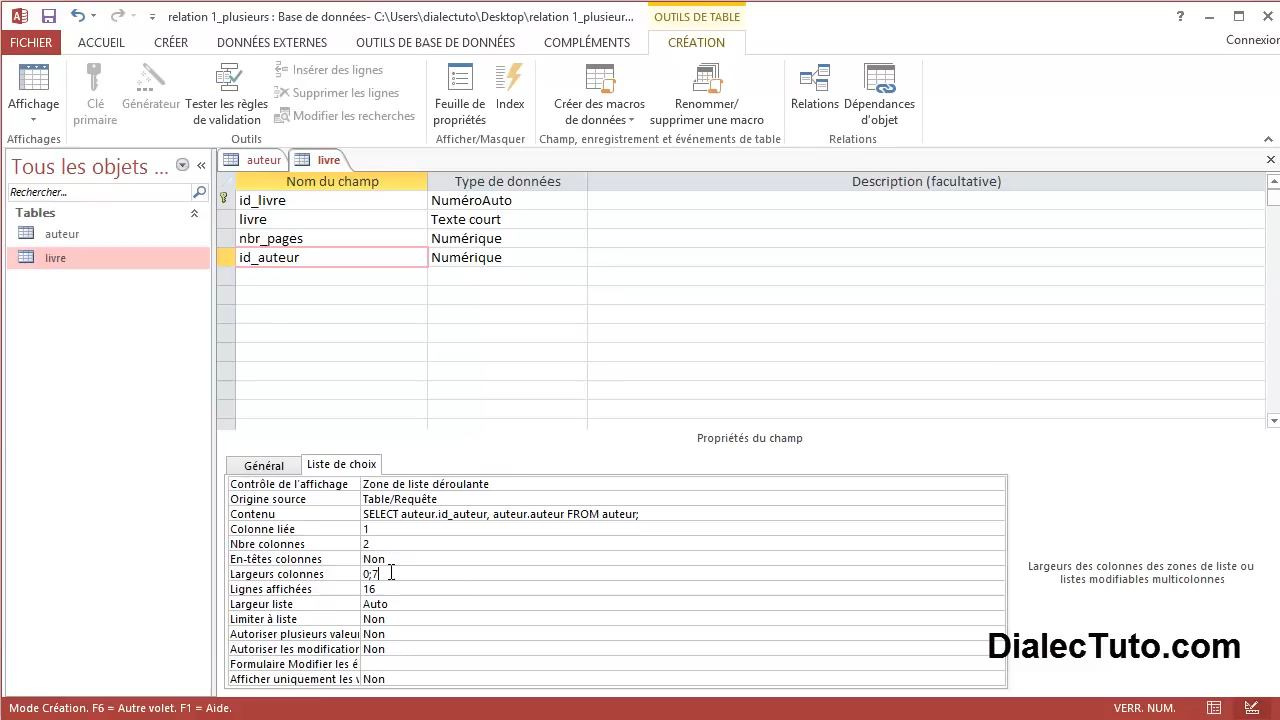 relation 1_plusieurs : Base de données- C:\Users\dialectuto\Desktop\relation 1_plusieur...
OUTILS DE TABLE
?
FICHIER ACCUEIL CRÉER DONNÉES EXTERNES OUTILS DE BASE DE DONNÉES COMPLÉMENTS CRÉATION Connexior
Affichage
Clé primaire
Générateur
Tester les règles de validation
Insérer des lignes
Supprimer les lignes
Modifier les recherches
Feuille de propriétés
Index
Créer des macros de données
Renommer/ supprimer une macro
Relations
Dépendances d'objet
Affichages Outils Afficher/Masquer Champ, enregistrement et événements de table Relations
Tous les objets ...
Rechercher...
Tables
auteur
livre
auteur livre
Nom du champ Type de données Description (facultative)
id_livre NuméroAuto
livre Texte court
nbr_pages Numérique
id_auteur Numérique
Propriétés du champ
Général Liste de choix
Contrôle de l'affichage Zone de liste déroulante
Origine source Table/Requête
Contenu SELECT auteur.id_auteur, auteur.auteur FROM auteur;
Colonne liée 1
Nbre colonnes 2
En-têtes colonnes Non
Largeurs colonnes 0;7
Lignes affichées 16
Largeur liste Auto
Limiter à liste Non
Autoriser plusieurs valeur Non
Autoriser les modification Non
Formulaire Modifier les é
Afficher uniquement les v Non
Largeurs des colonnes des zones de liste ou
listes modifiables multicolonnes
DialecTuto.com
Mode Création. F6 = Autre volet. F1 = Aide. VERR. NUM.